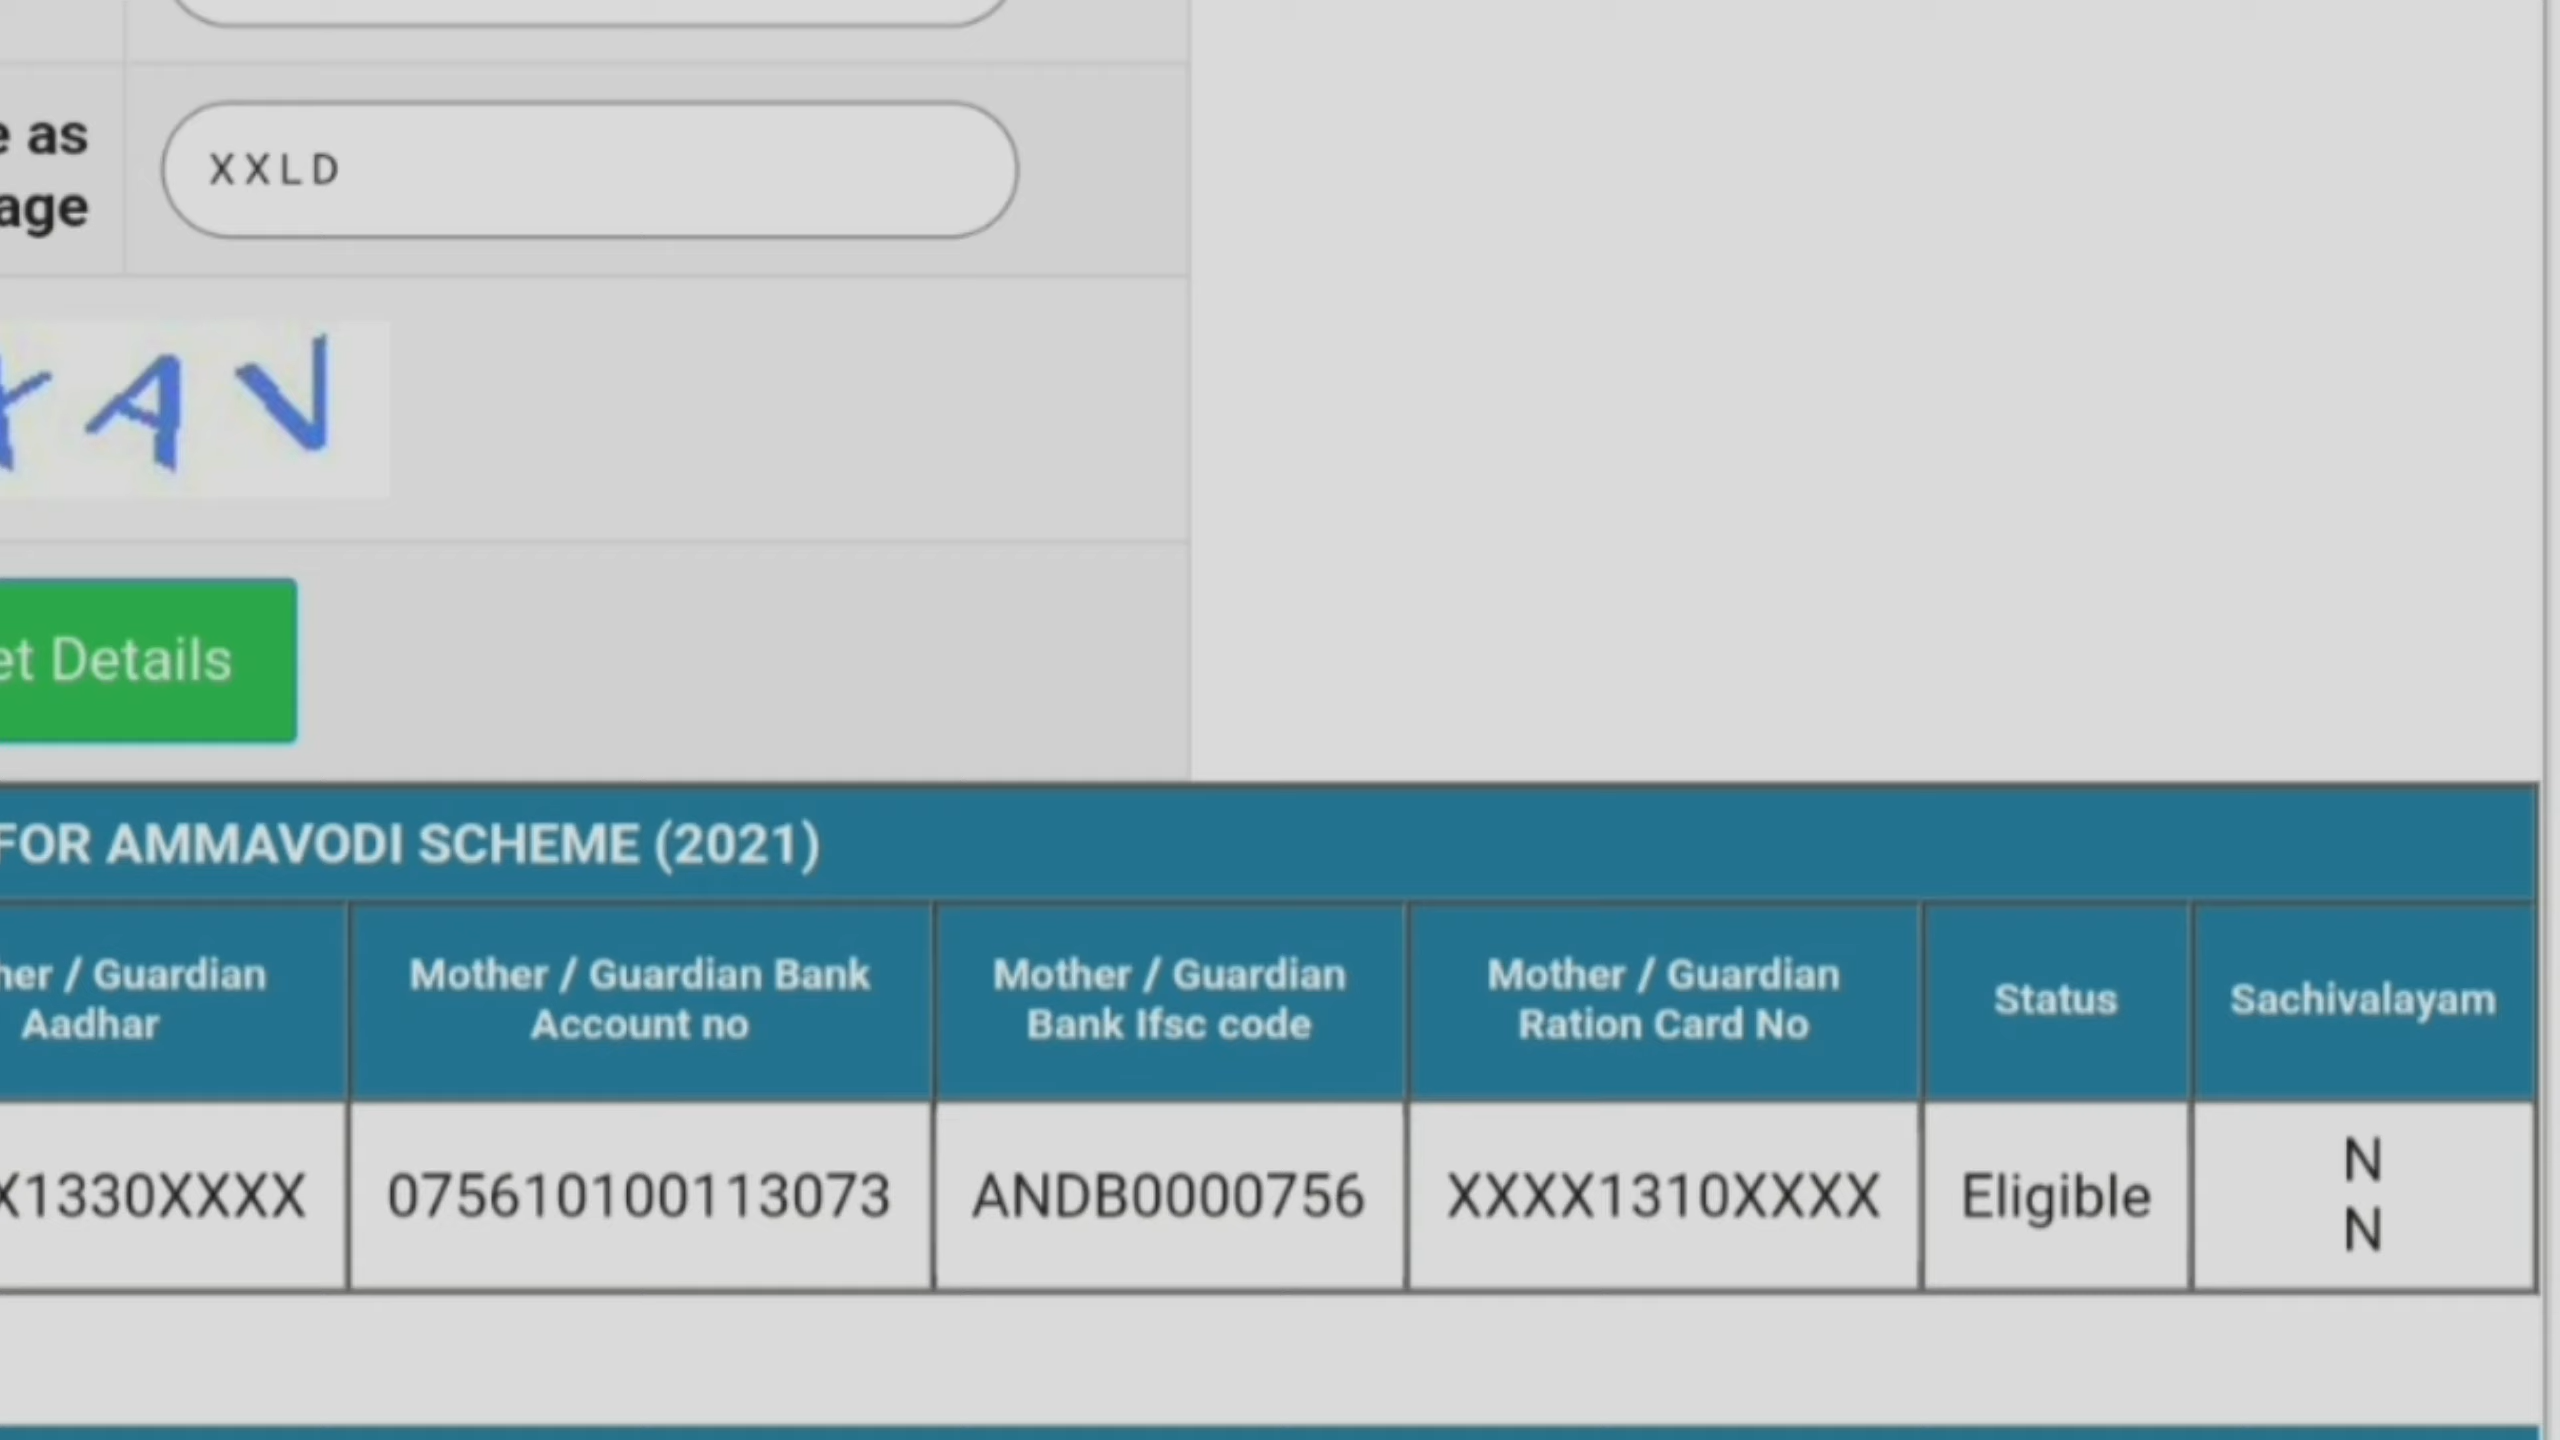 e as
age
XXLD
AV
et Details
FOR AMMAVODI SCHEME (2021)
her / Guardian
Aadhar
Mother / Guardian Bank
Account no
Mother / Guardian
Bank Ifsc code
Mother / Guardian
Ration Card No
Status
Sachivalayam
X1330XXXX
075610100113073
ANDB0000756
XXXX1310XXXX
Eligible
N
N